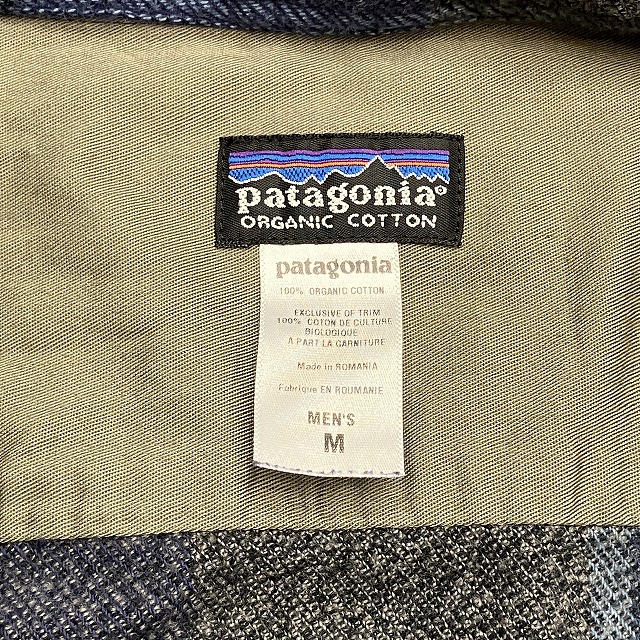 patagonia®
ORGANIC COTTON
patagonia
100% ORGANIC COTTON
EXCLUSIVE OF TRIM
100% COTON DE CULTURE
BIOLOGIQUE
A PART LA GARNITURE
Made in ROMANIA
Fabrique EN ROUMANIE
MEN'S
M